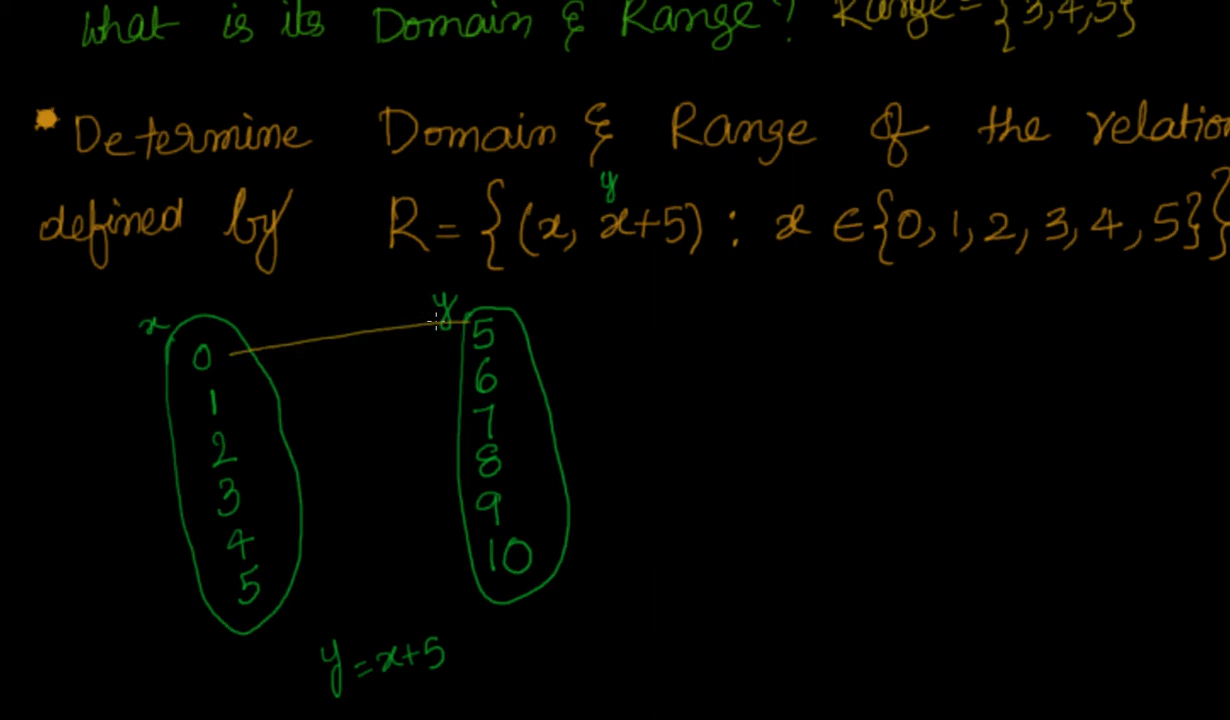 What is its Domain & Range? Range = {3,4,5}
Determine Domain & Range of the relation
y
defined by R = {(x, x+5) : x ∈ {0, 1, 2, 3, 4, 5}}
x y
0 5
1 6
2 7
3 8
4 9
5 10
y = x+5